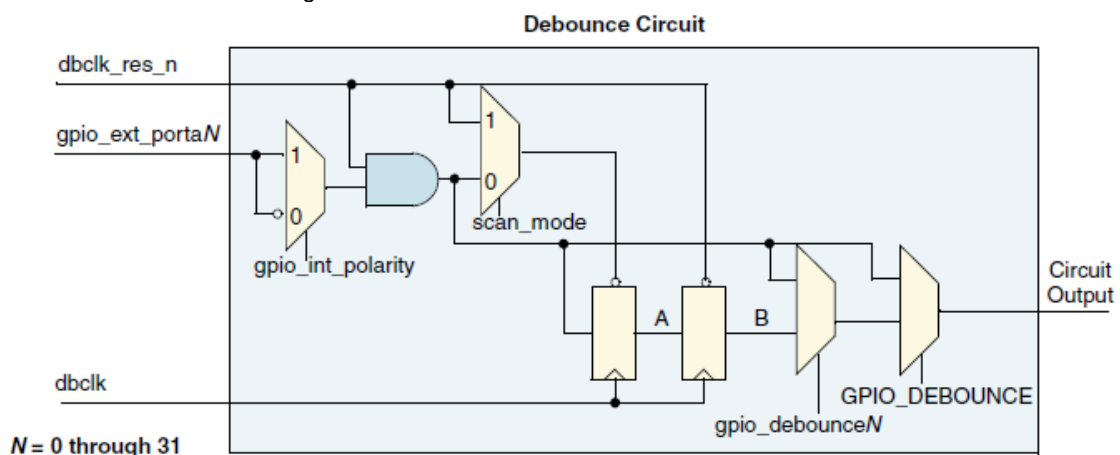 Debounce Circuit
dbclk_res_n
gpio_ext_portaN
1
1
0
0
scan_mode
gpio_int_polarity
Circuit
Output
A
B
dbclk
GPIO_DEBOUNCE
gpio_debounceN
N = 0 through 31